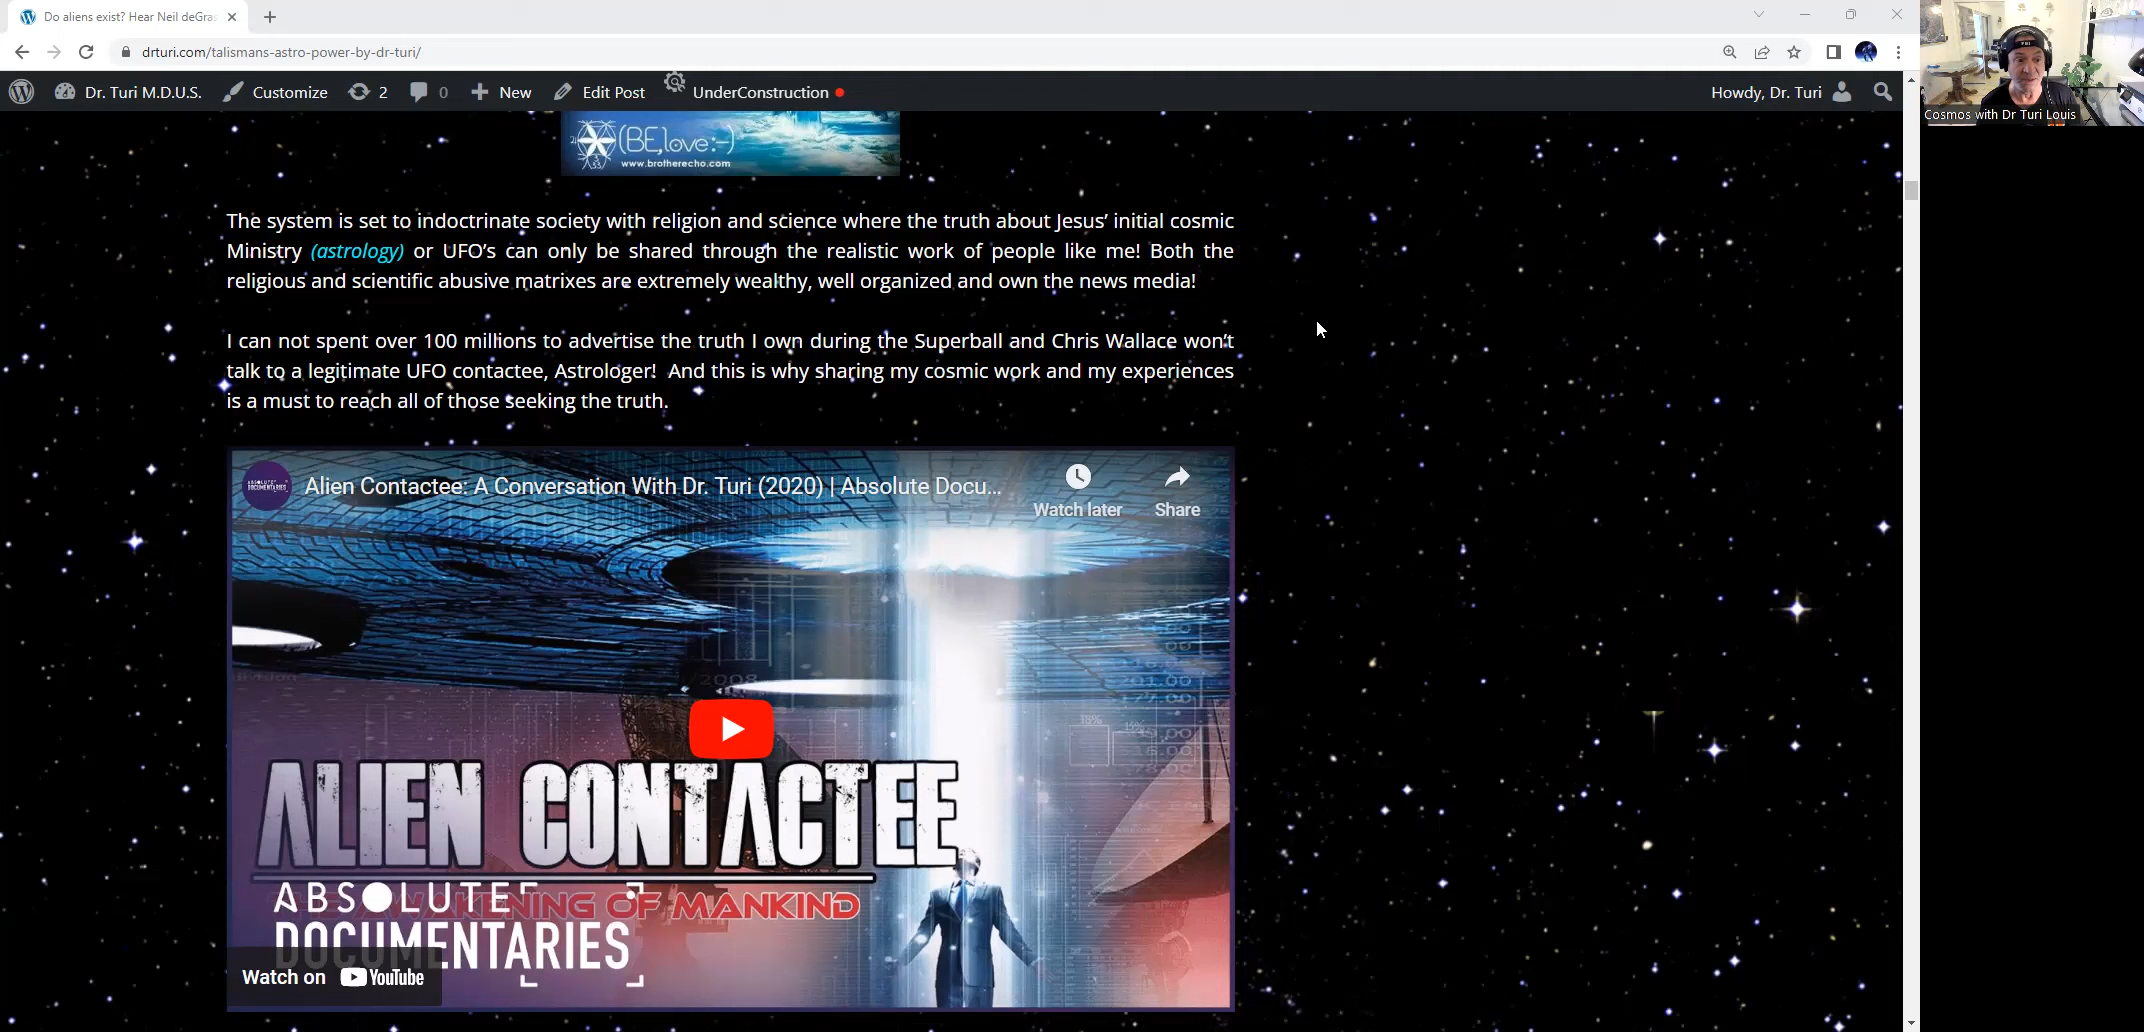 Do aliens exist? Hear Neil deGras
drturi.com/talismans-astro-power-by-dr-turi/
Dr. Turi M.D.U.S. Customize 2 0 New Edit Post UnderConstruction Howdy, Dr. Turi
Cosmos with Dr Turi Louis
(BE,love:-)
www.brotherecho.com
The system is set to indoctrinate society with religion and science where the truth about Jesus’ initial cosmic
Ministry (astrology) or UFO’s can only be shared through the realistic work of people like me! Both the
religious and scientific abusive matrixes are extremely wealthy, well organized and own the news media!
I can not spent over 100 millions to advertise the truth I own during the Superball and Chris Wallace won’t
talk to a legitimate UFO contactee, Astrologer! And this is why sharing my cosmic work and my experiences
is a must to reach all of those seeking the truth.
ABSOLUTE
DOCUMENTARIES
Alien Contactee: A Conversation With Dr. Turi (2020) | Absolute Docu...
Watch later Share
ALIEN CONTACTEE
AWAKENING OF MANKIND
ABSOLUTE
DOCUMENTARIES
Watch on YouTube